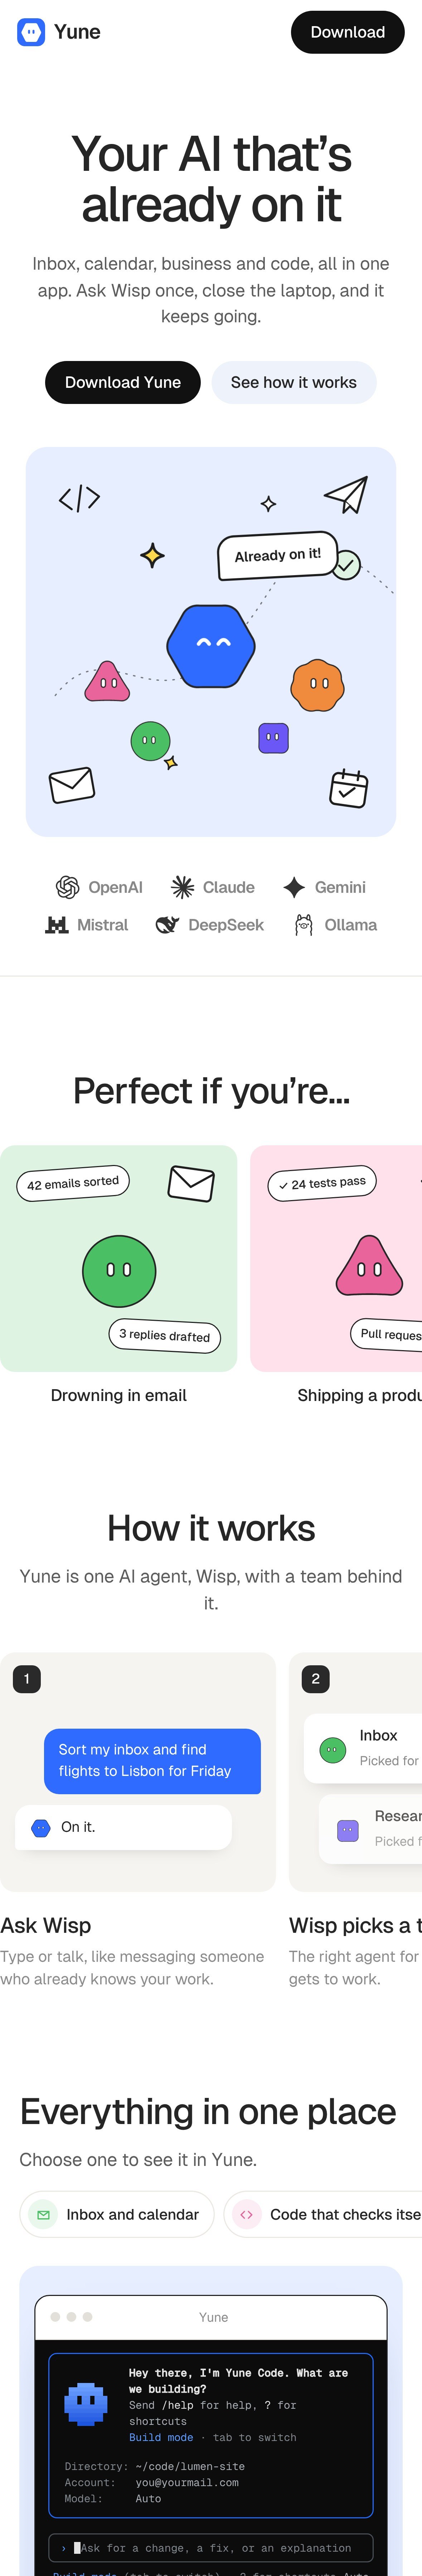 Yune
Download
Your AI that's
already on it
Inbox, calendar, business and code, all in one
app. Ask Wisp once, close the laptop, and it
keeps going.
Download Yune
See how it works
Already on it!
OpenAI
Claude
Gemini
Mistral
DeepSeek
Ollama
Perfect if you're...
42 emails sorted
3 replies drafted
Drowning in email
✓ 24 tests pass
Pull reques
Shipping a produ
How it works
Yune is one AI agent, Wisp, with a team behind
it.
1
Sort my inbox and find
flights to Lisbon for Friday
On it.
Ask Wisp
Type or talk, like messaging someone
who already knows your work.
2
Inbox
Picked for
Resear
Picked f
Wisp picks a t
The right agent for
gets to work.
Everything in one place
Choose one to see it in Yune.
Inbox and calendar
Code that checks itse
Yune
Hey there, I'm Yune Code. What are
we building?
Send /help for help, ? for
shortcuts
Build mode · tab to switch
Directory: ~/code/lumen-site
Account: you@yourmail.com
Model: Auto
› Ask for a change, a fix, or an explanation